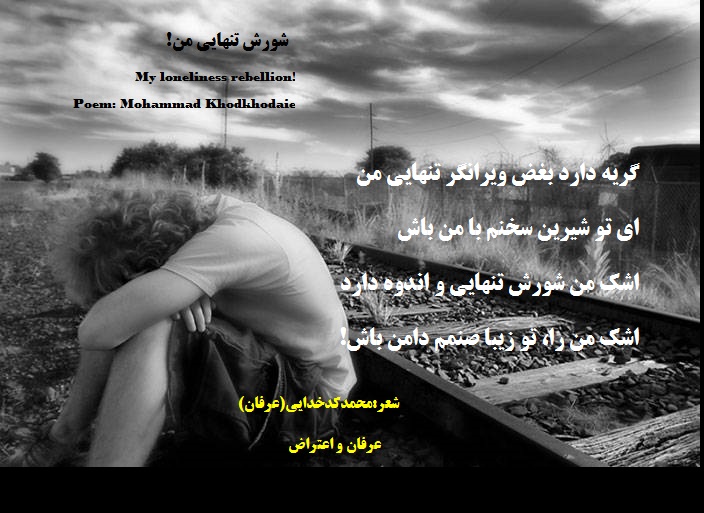 شورش تنهایی من!
My loneliness rebellion!
Poem: Mohammad Khodkhodaie
گریه دارد بغض ویرانگر تنهایی من
ای تو شیرین سخنم با من باش
اشک من شورش تنهایی و اندوه دارد
اشک من را، تو زیبا صنمم دامن باش!
شعر:محمدکدخدایی(عرفان)
عرفان و اعتراض